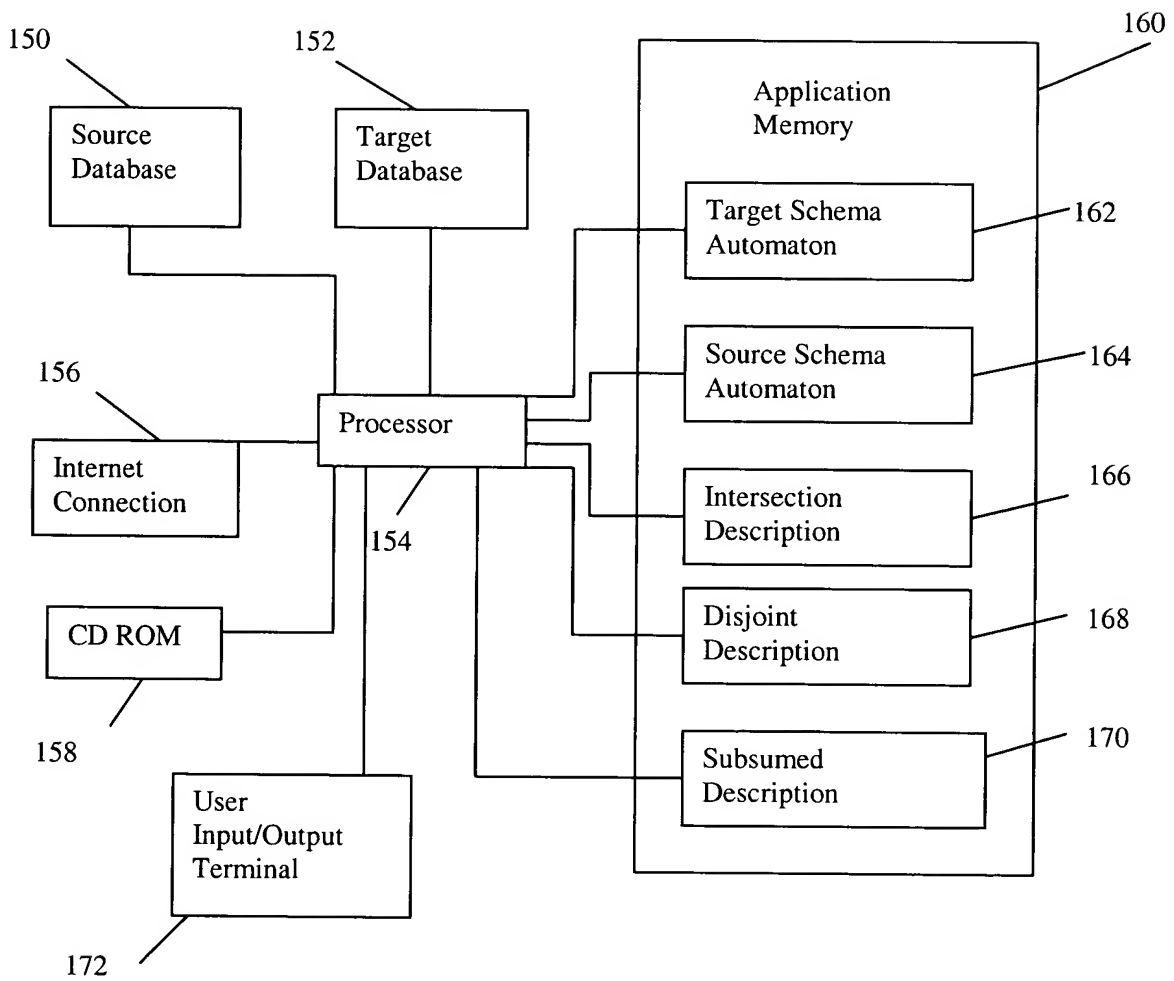 150
152
160
Source
Database
Target
Database
Application
Memory
Target Schema
Automaton
162
Source Schema
Automaton
164
156
Processor
Internet
Connection
154
Intersection
Description
166
CD ROM
158
Disjoint
Description
168
User
Input/Output
Terminal
172
Subsumed
Description
170